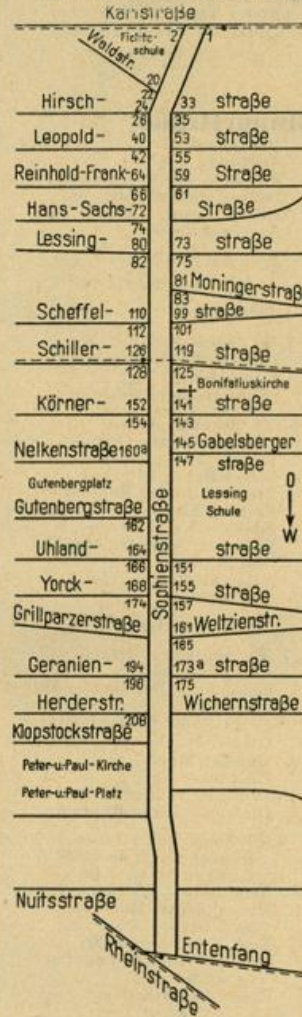 Karlstraße
Fichte-
schule
2 1
Waldstr.
20
22
Hirsch- 24 33 straße
26 35
Leopold- 40 53 straße
42 55
Reinhold-Frank-64 59 Straße
66 61
Hans-Sachs-72 Straße
74
Lessing- 80 73 straße
82 75
81 Moningerstraße
83
Scheffel- 110 99 straße
112 101
Schiller- 126 119 straße
128 125
Bonifatiuskirche
Körner- 152 141 straße
154 143
Nelkenstraße 160a 145 Gabelsberger
147 straße
Gutenbergplatz
Lessing
Schule
O
W
Gutenbergstraße
162
Sophienstraße
Uhland- 164 straße
166 151
Yorck- 168 155 straße
174 157
Grillparzerstraße 161 Weltzienstr.
165
Geranien- 194 173a straße
196 175
Herderstr. Wichernstraße
208
Klopstockstraße
Peter-u.-Paul-Kirche
Peter-u.-Paul-Platz
Nuitsstraße
Rheinstraße
Entenfang